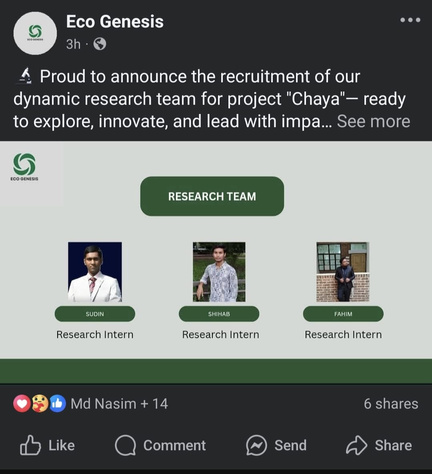 Eco Genesis
3h ·
Proud to announce the recruitment of our
dynamic research team for project "Chaya"— ready
to explore, innovate, and lead with impa... See more
ECO GENESIS
RESEARCH TEAM
SUDIN
SHIHAB
FAHIM
Research Intern
Research Intern
Research Intern
Md Nasim + 14
6 shares
Like
Comment
Send
Share